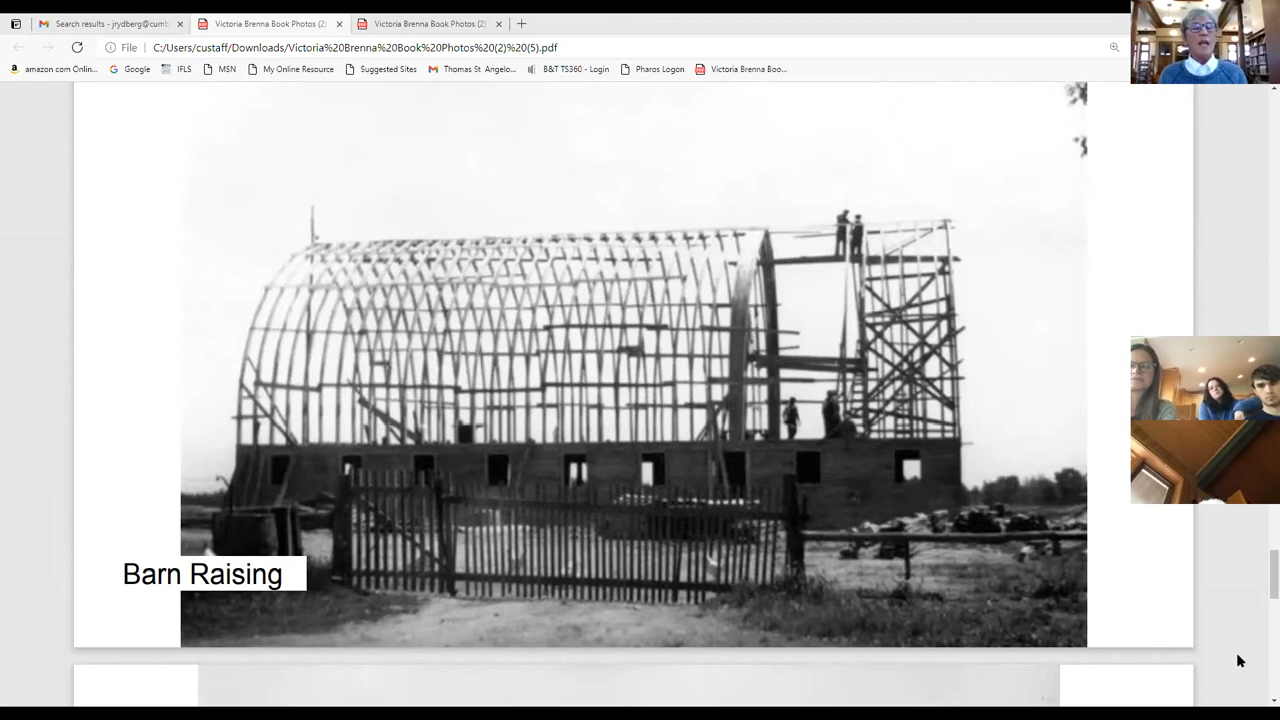 Search results - jrydberg@cumb
Victoria Brenna Book Photos (2)
Victoria Brenna Book Photos (2)
File
C:/Users/custaff/Downloads/Victoria%20Brenna%20Book%20Photos%20(2)%20(5).pdf
amazon com Onlin...
Google
IFLS
MSN
My Online Resource
Suggested Sites
Thomas St. Angelo...
B&T TS360 - Login
Pharos Logon
Victoria Brenna Boo...
Barn Raising